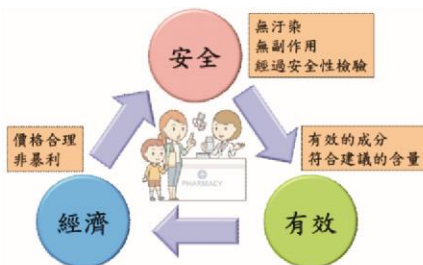 安全
無汙染
無副作用
經過安全性檢驗
價格合理
非暴利
有效的成分
符合建議的含量
PHARMACY
經濟
有效